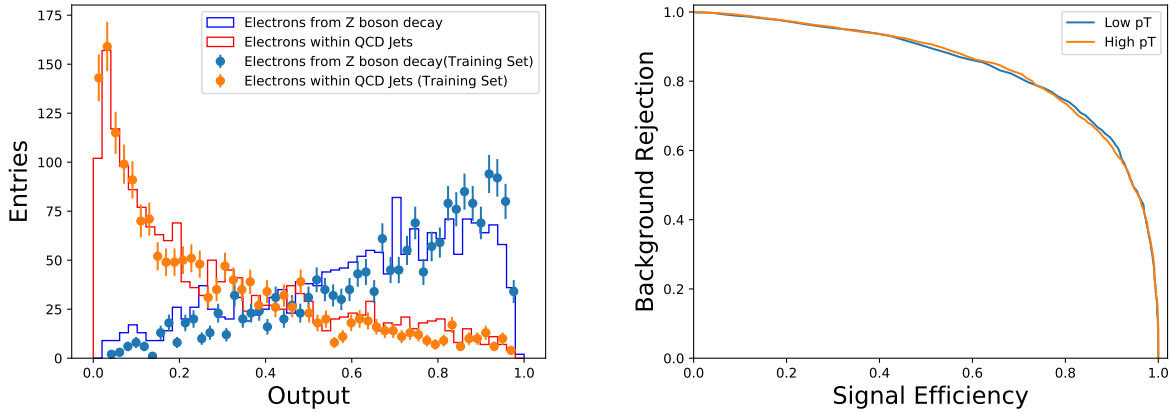 175
150
125
100
75
50
25
0
Entries
0.0 0.2 0.4 0.6 0.8 1.0
Output
Electrons from Z boson decay
Electrons within QCD Jets
Electrons from Z boson decay(Training Set)
Electrons within QCD Jets (Training Set)
1.0
0.8
0.6
0.4
0.2
0.0
Background Rejection
0.0 0.2 0.4 0.6 0.8 1.0
Signal Efficiency
Low pT
High pT